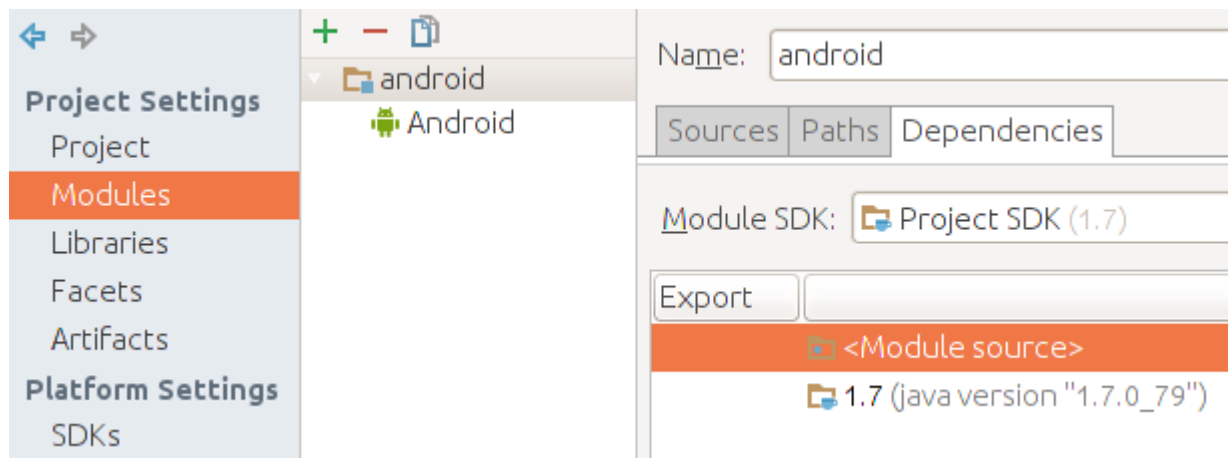 Project Settings
Project
Modules
Libraries
Facets
Artifacts
Platform Settings
SDKs
android
Android
Name: android
Sources Paths Dependencies
Module SDK: Project SDK (1.7)
Export
<Module source>
1.7 (java version "1.7.0_79")